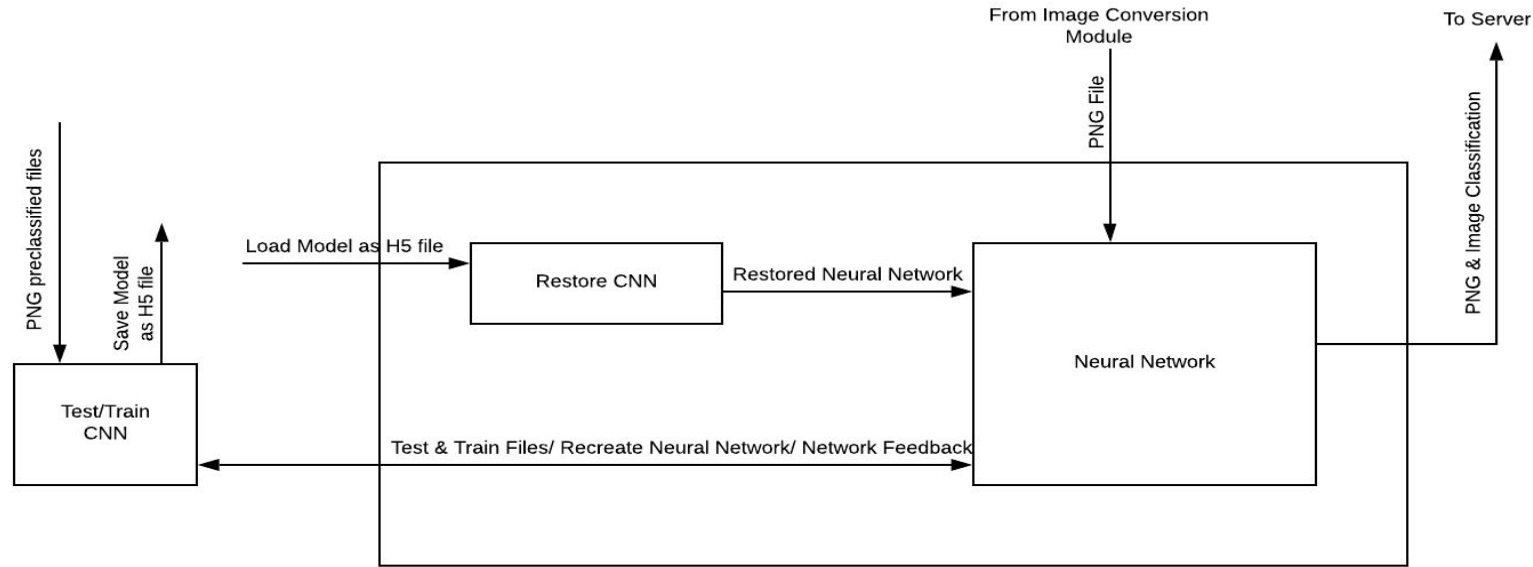 From Image Conversion
Module
To Server
PNG File
PNG & Image Classification
PNG preclassified files
Save Model
as H5 file
Load Model as H5 file
Restore CNN
Restored Neural Network
Neural Network
Test/Train
CNN
Test & Train Files/ Recreate Neural Network/ Network Feedback